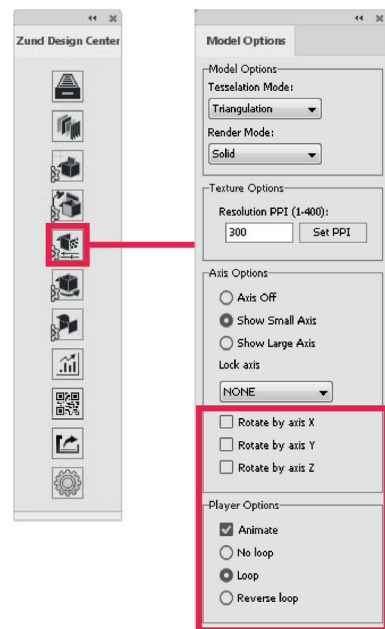 Zund Design Center
Model Options
Model Options
Tesselation Mode:
Triangulation
Render Mode:
Solid
Texture Options
Resolution PPI (1-400):
300
Set PPI
Axis Options
Axis Off
Show Small Axis
Show Large Axis
Lock axis
NONE
Rotate by axis X
Rotate by axis Y
Rotate by axis Z
Player Options
Animate
No loop
Loop
Reverse loop